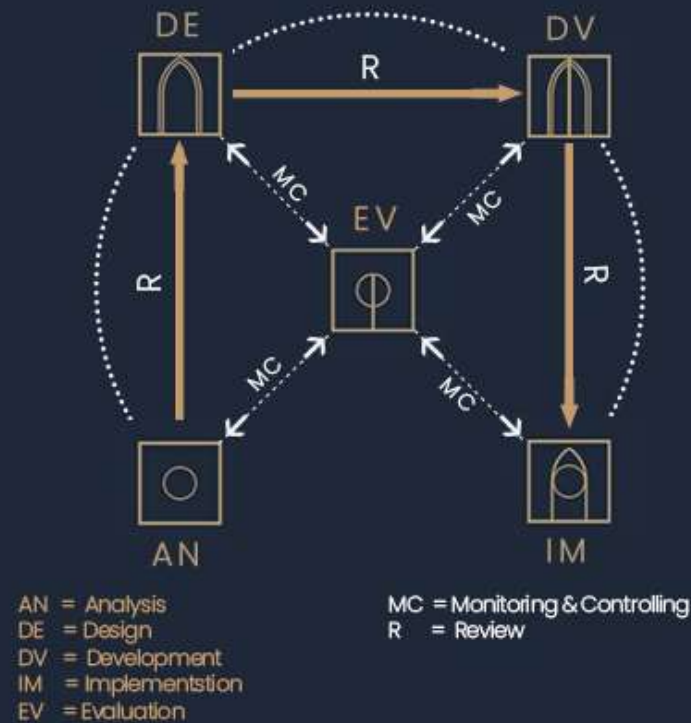 DE
DV
R
MC
MC
EV
R
R
MC
MC
AN
IM
AN = Analysis
DE = Design
DV = Development
IM = Implementstion
EV = Evaluation
MC = Monitoring & Controlling
R = Review